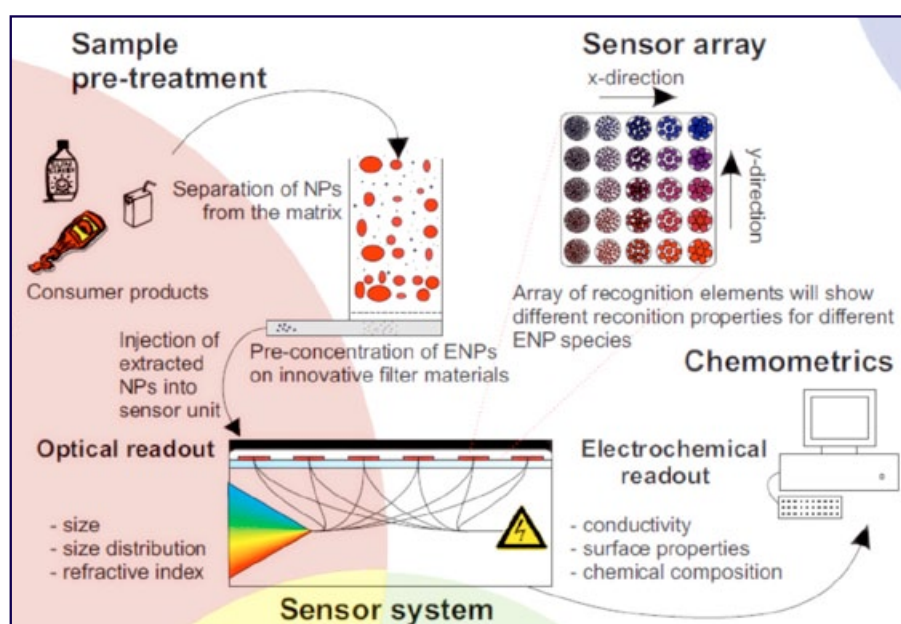 Sample
pre-treatment
Separation of NPs
from the matrix
Consumer products
Injection of
extracted
NPs into
sensor unit
Pre-concentration of ENPs
on innovative filter materials
Sensor array
x-direction
y-direction
Array of recognition elements will show
different reconition properties for different
ENP species
Chemometrics
Optical readout
- size
- size distribution
- refractive index
Electrochemical
readout
- conductivity
- surface properties
- chemical composition
Sensor system